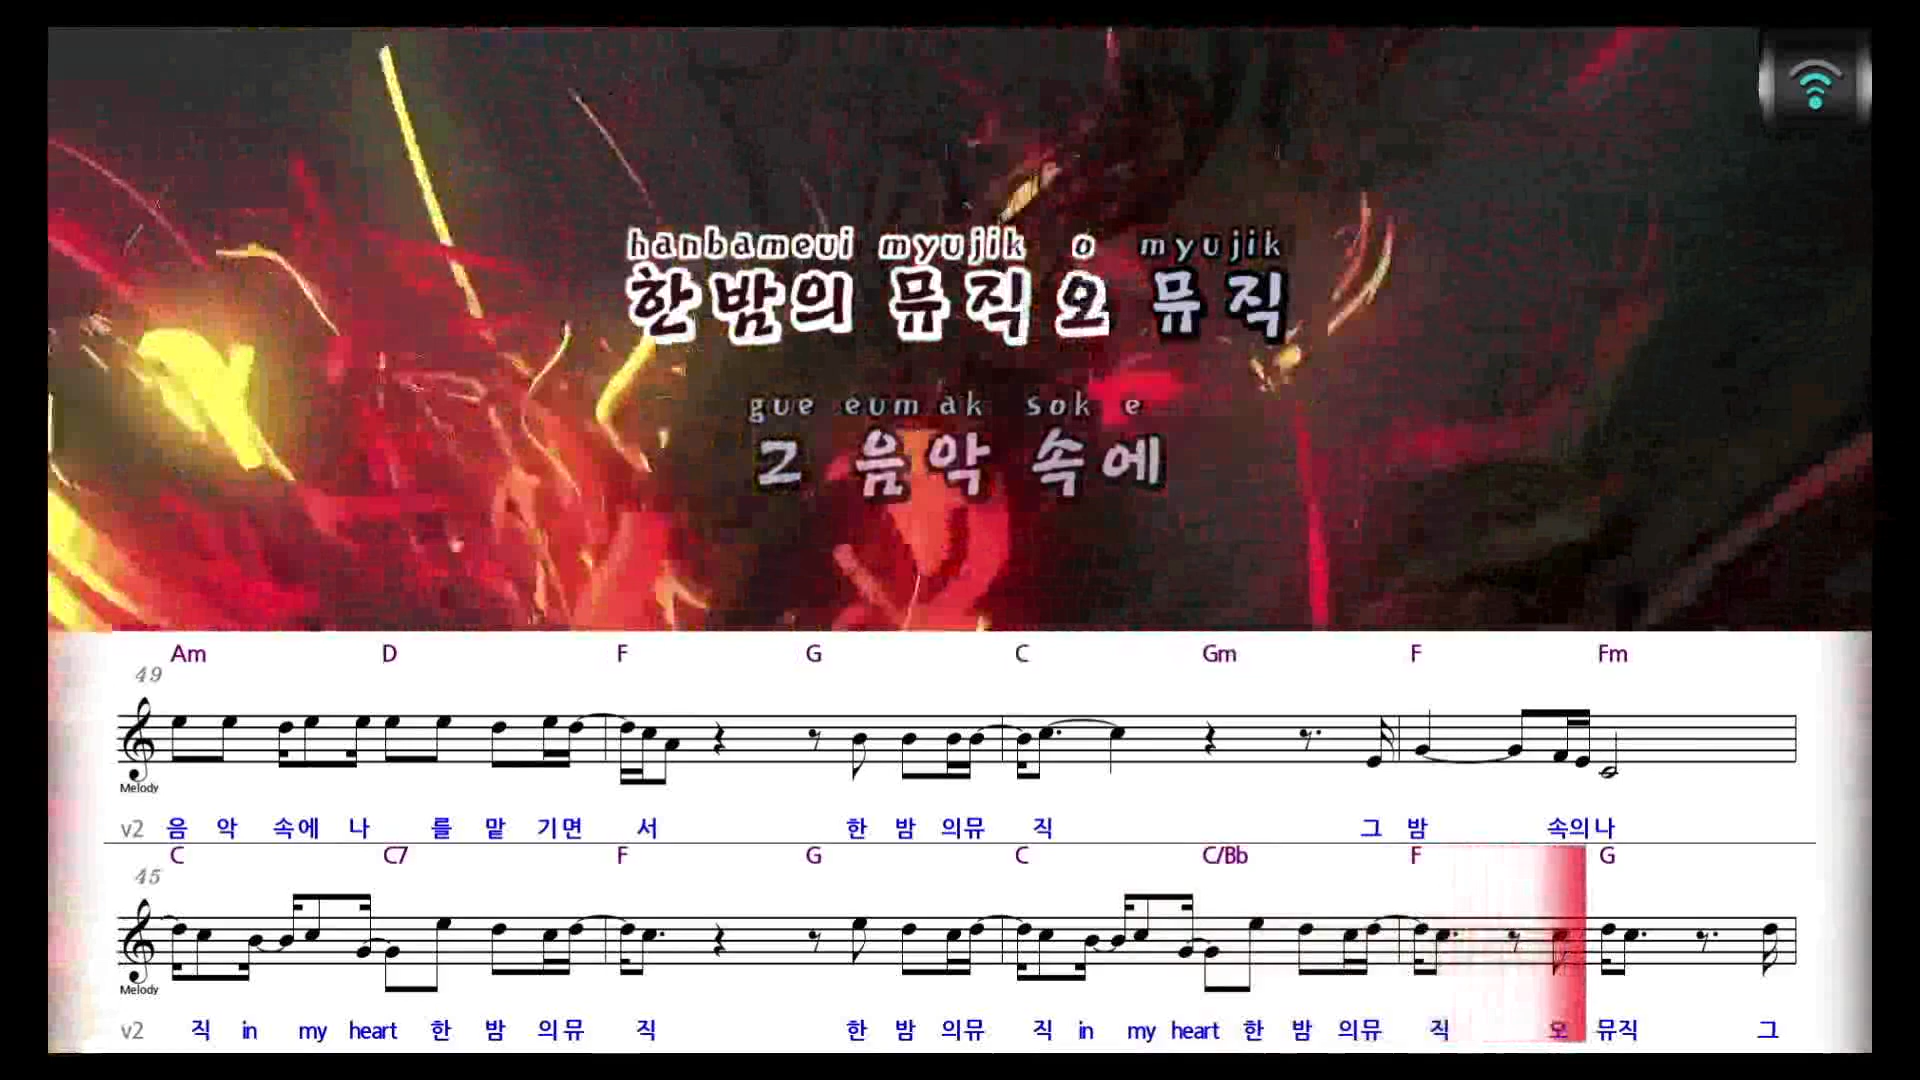 hanbameui myujik o myujik
한밤의 뮤직 오 뮤직
gue eum ak sok e
그 음악 속에
Am D F G C Gm F Fm
49
Melody
v2 음 악 속에 나 를 맡 기면 서 한 밤 의뮤 직 그 밤 속의나
C C7 F G C C/Bb F G
45
Melody
v2 직 in my heart 한 밤 의뮤 직 한 밤 의뮤 직 in my heart 한 밤 의뮤 직 오 뮤직 그